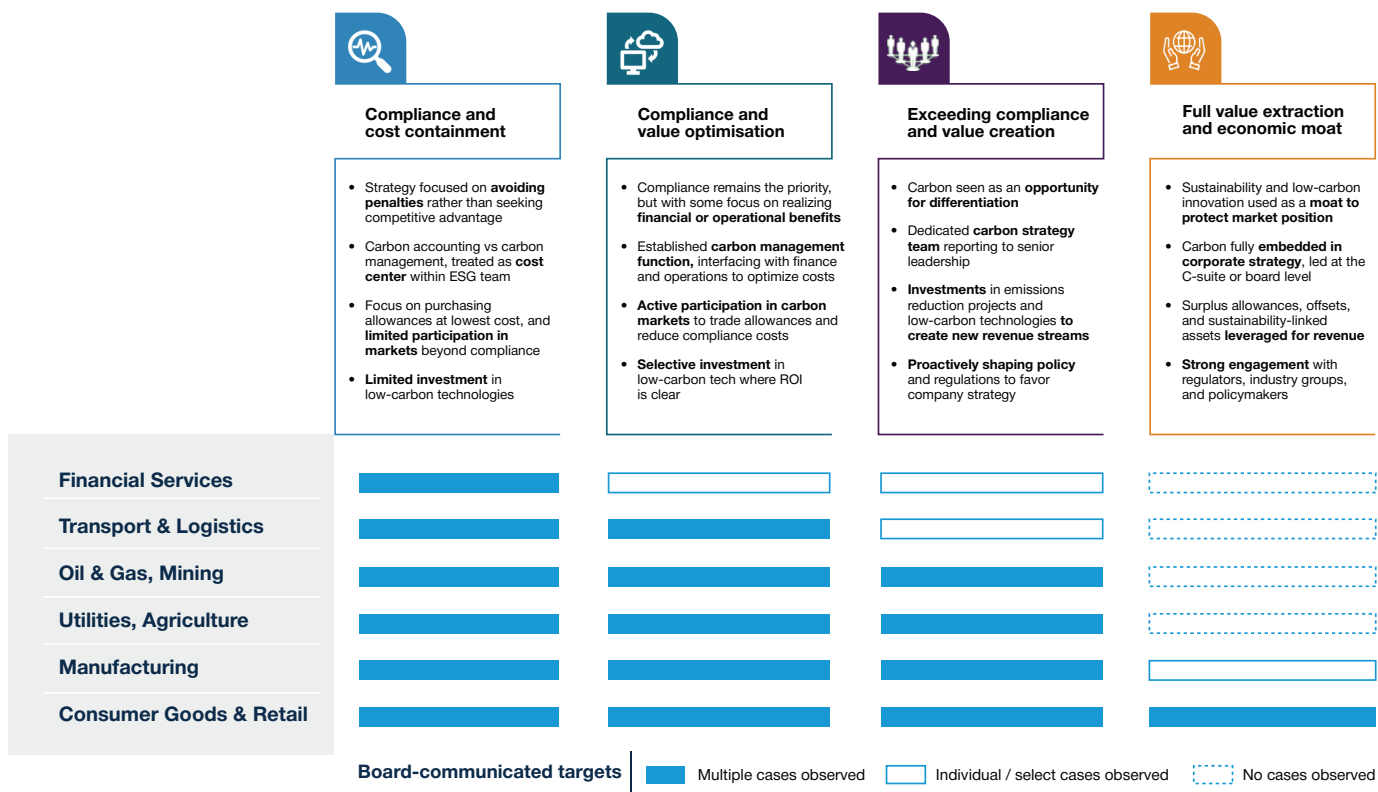 Compliance and
cost containment
• Strategy focused on avoiding
penalties rather than seeking
competitive advantage
• Carbon accounting vs carbon
management, treated as cost
center within ESG team
• Focus on purchasing
allowances at lowest cost, and
limited participation in
markets beyond compliance
• Limited investment in
low-carbon technologies
Compliance and
value optimisation
• Compliance remains the priority,
but with some focus on realizing
financial or operational benefits
• Established carbon management
function, interfacing with finance
and operations to optimize costs
• Active participation in carbon
markets to trade allowances and
reduce compliance costs
• Selective investment in
low-carbon tech where ROI
is clear
Exceeding compliance
and value creation
• Carbon seen as an opportunity
for differentiation
• Dedicated carbon strategy
team reporting to senior
leadership
• Investments in emissions
reduction projects and
low-carbon technologies to
create new revenue streams
• Proactively shaping policy
and regulations to favor
company strategy
Full value extraction
and economic moat
• Sustainability and low-carbon
innovation used as a moat to
protect market position
• Carbon fully embedded in
corporate strategy, led at the
C-suite or board level
• Surplus allowances, offsets,
and sustainability-linked
assets leveraged for revenue
• Strong engagement with
regulators, industry groups,
and policymakers
Financial Services
Transport & Logistics
Oil & Gas, Mining
Utilities, Agriculture
Manufacturing
Consumer Goods & Retail
Board-communicated targets
Multiple cases observed
Individual / select cases observed
No cases observed